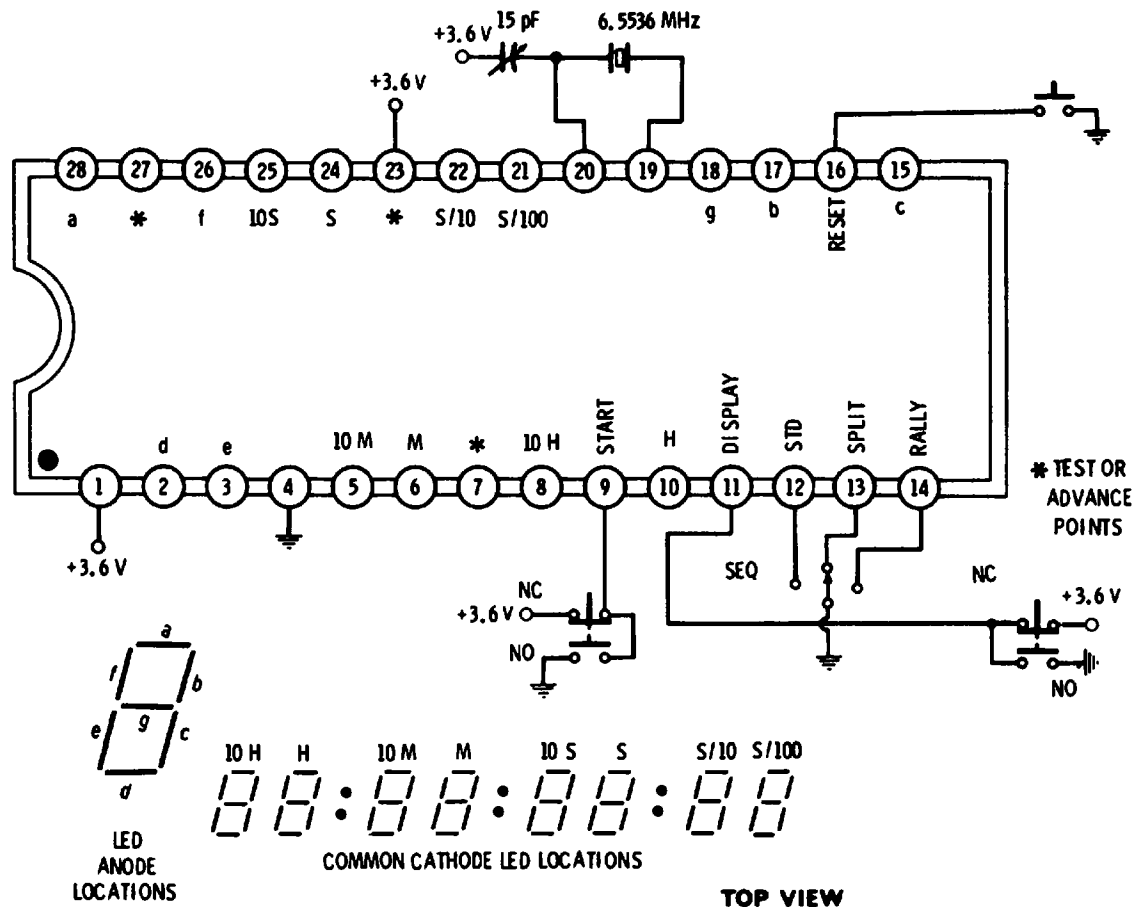 15 pF 6.5536 MHz
+3.6 V
+3.6 V
28 27 26 25 24 23 22 21 20 19 18 17 16 15
a * f 10S S * S/10 S/100 g b RESET c
d e 10 M M * 10 H START H DISPLAY STD SPLIT RALLY
1 2 3 4 5 6 7 8 9 10 11 12 13 14
* TEST OR
ADVANCE
POINTS
+3.6 V
SEQ
NC
+3.6 V
NO
NC
+3.6 V
NO
a
f b
g
e c
d
LED
ANODE
LOCATIONS
10 H H 10 M M 10 S S S/10 S/100
COMMON CATHODE LED LOCATIONS
TOP VIEW